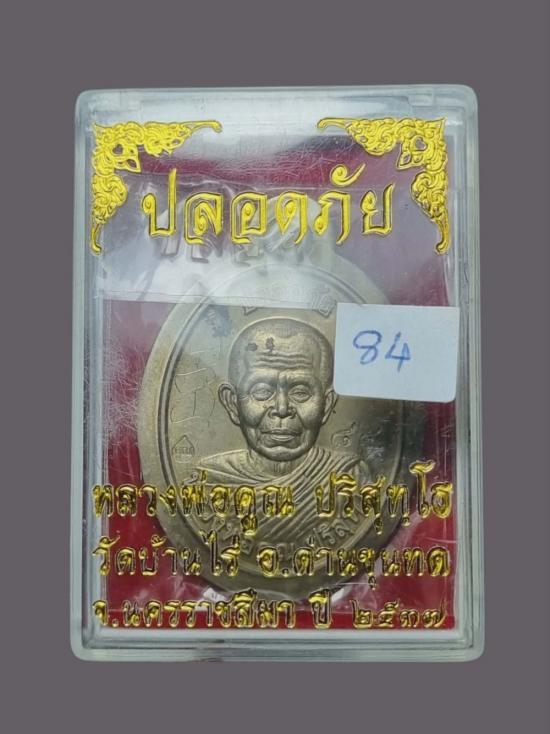 ปลอดภัย
84
หลวงพ่อคูณ ปริสุทฺโธ
วัดบ้านไร่ อ.ด่านขุนทด
จ.นครราชสีมา ปี ๒๕๓๗